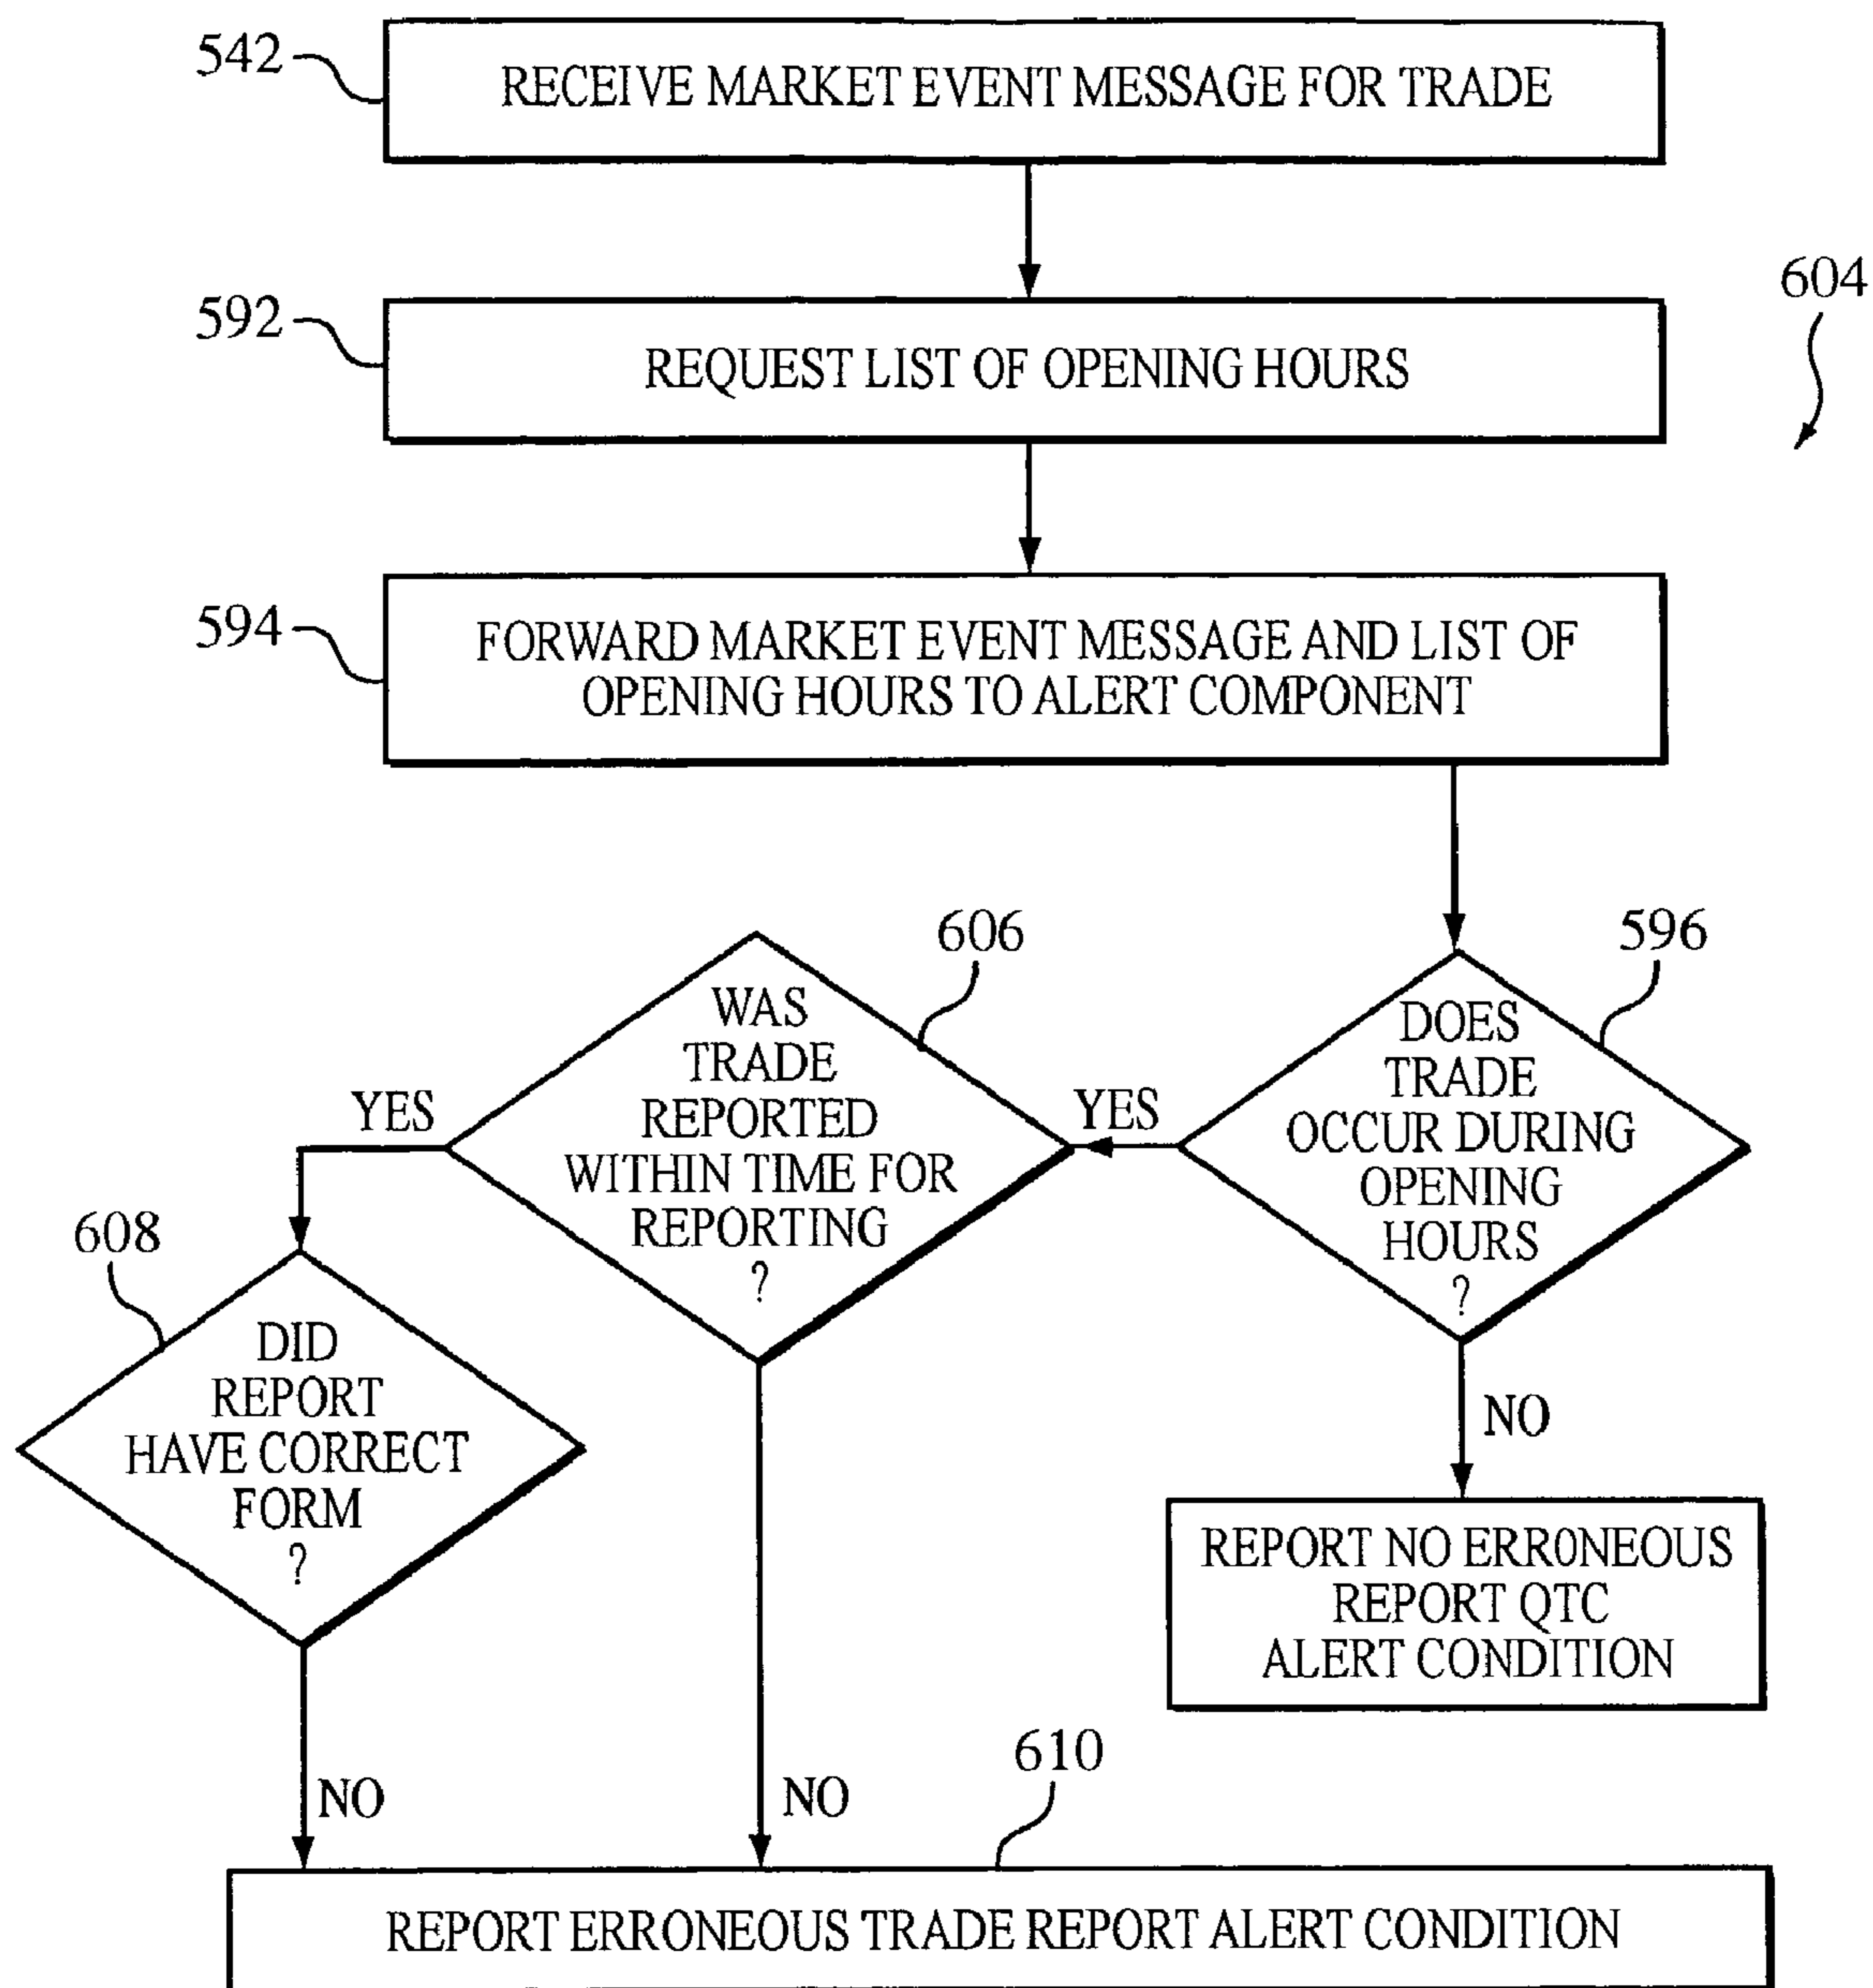 542
RECEIVE MARKET EVENT MESSAGE FOR TRADE
604
592
REQUEST LIST OF OPENING HOURS
594
FORWARD MARKET EVENT MESSAGE AND LIST OF
OPENING HOURS TO ALERT COMPONENT
606
596
WAS
TRADE
REPORTED
WITHIN TIME FOR
REPORTING
?
DOES
TRADE
OCCUR DURING
OPENING
HOURS
?
YES
YES
608
DID
REPORT
HAVE CORRECT
FORM
?
NO
REPORT NO ERRONEOUS
REPORT QTC
ALERT CONDITION
610
NO
NO
REPORT ERRONEOUS TRADE REPORT ALERT CONDITION